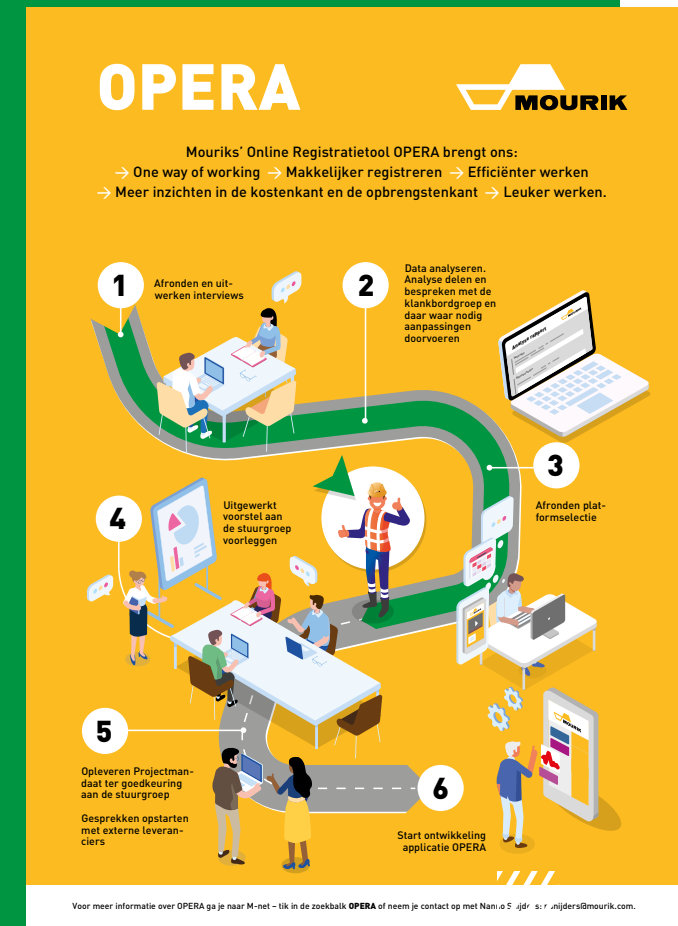 OPERA
MOURIK
Mouriks' Online Registratietool OPERA brengt ons:
→ One way of working → Makkelijker registreren → Efficiënter werken
→ Meer inzichten in de kostenkant en de opbrengstenkant → Leuker werken.
1
Afronden en uit-
werken interviews
2
Data analyseren.
Analyse delen en
bespreken met de
klankbordgroep en
daar waar nodig
aanpassingen
doorvoeren
Analyse rapport
3
Afronden plat-
formselectie
4
Uitgewerkt
voorstel aan
de stuurgroep
voorleggen
5
Opleveren Projectman-
daat ter goedkeuring
aan de stuurgroep
Gesprekken opstarten
met externe leveran-
ciers
MOURIK
6
Start ontwikkeling
applicatie OPERA
Voor meer informatie over OPERA ga je naar M-net – tik in de zoekbalk OPERA of neem je contact op met